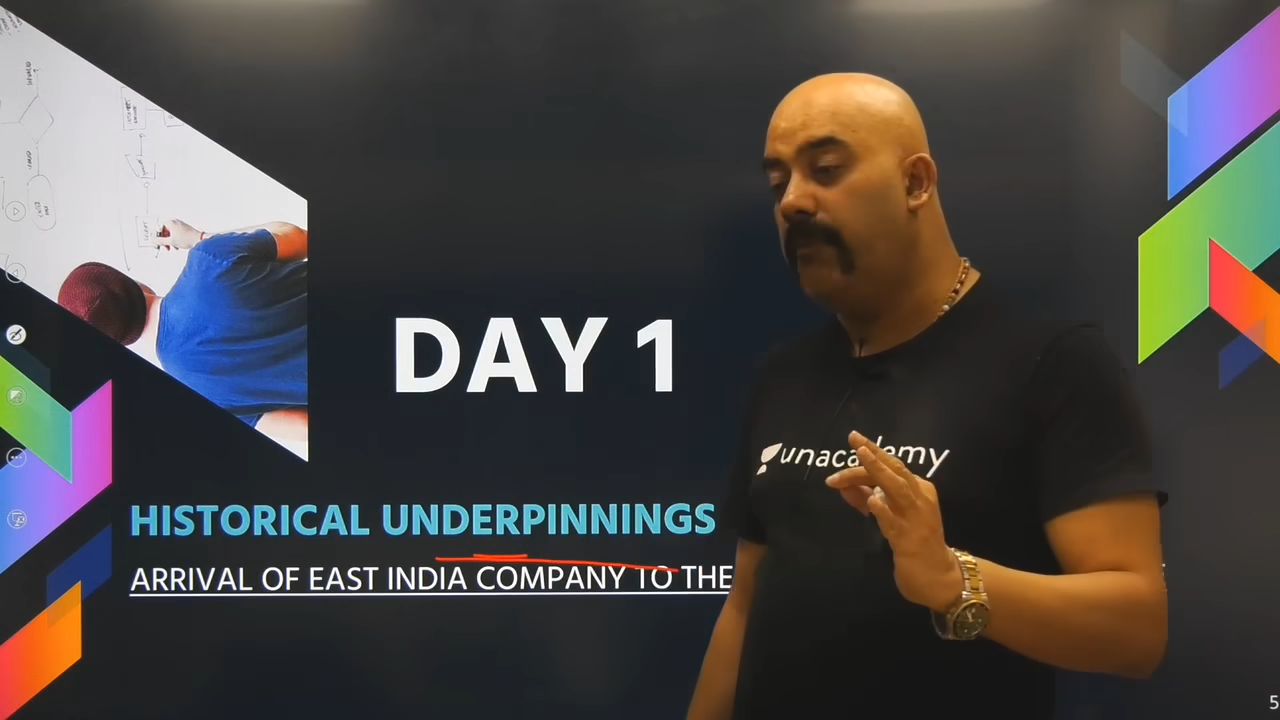 DAY 1
unacademy
HISTORICAL UNDERPINNINGS
ARRIVAL OF EAST INDIA COMPANY TO THE
5